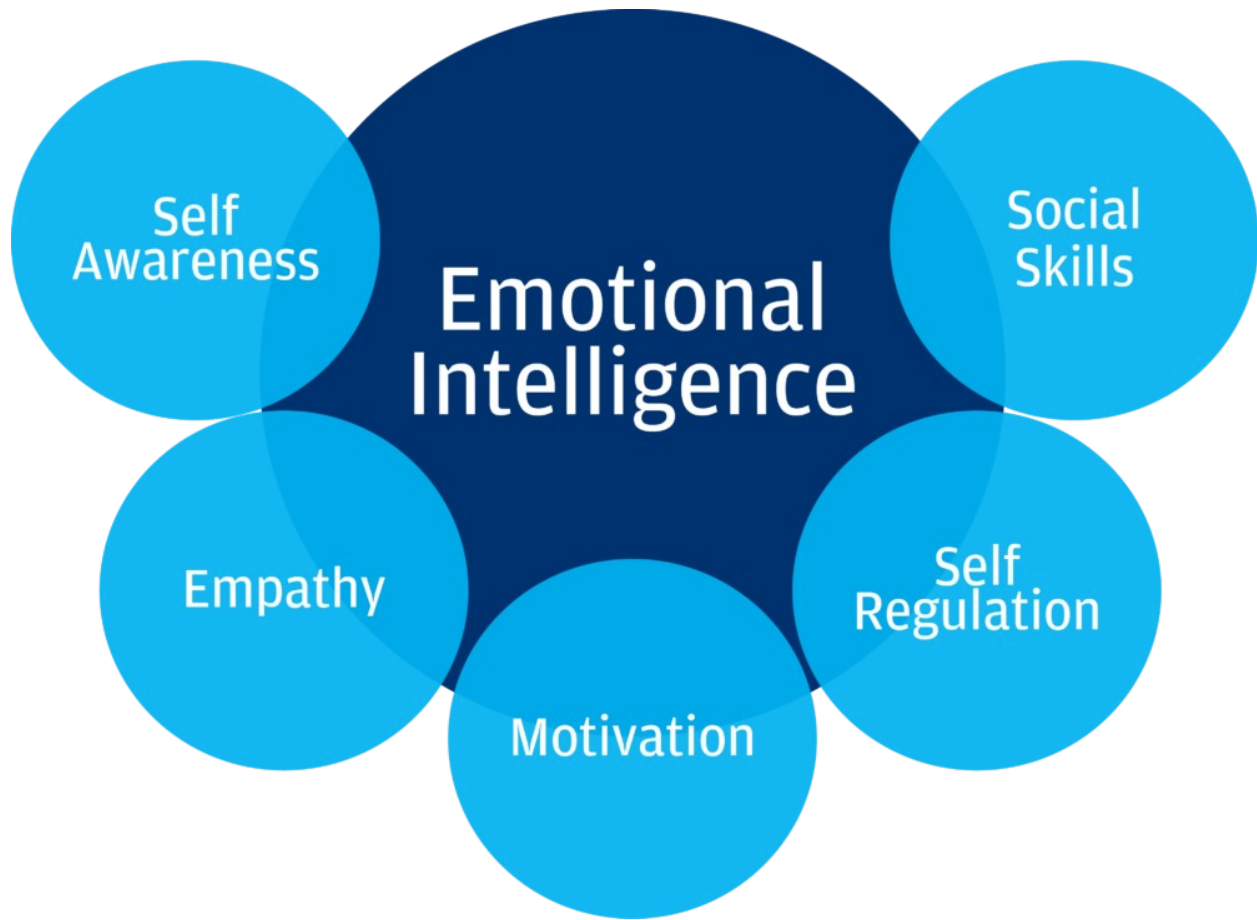 Emotional
Intelligence
Self
Awareness
Empathy
Motivation
Self
Regulation
Social
Skills